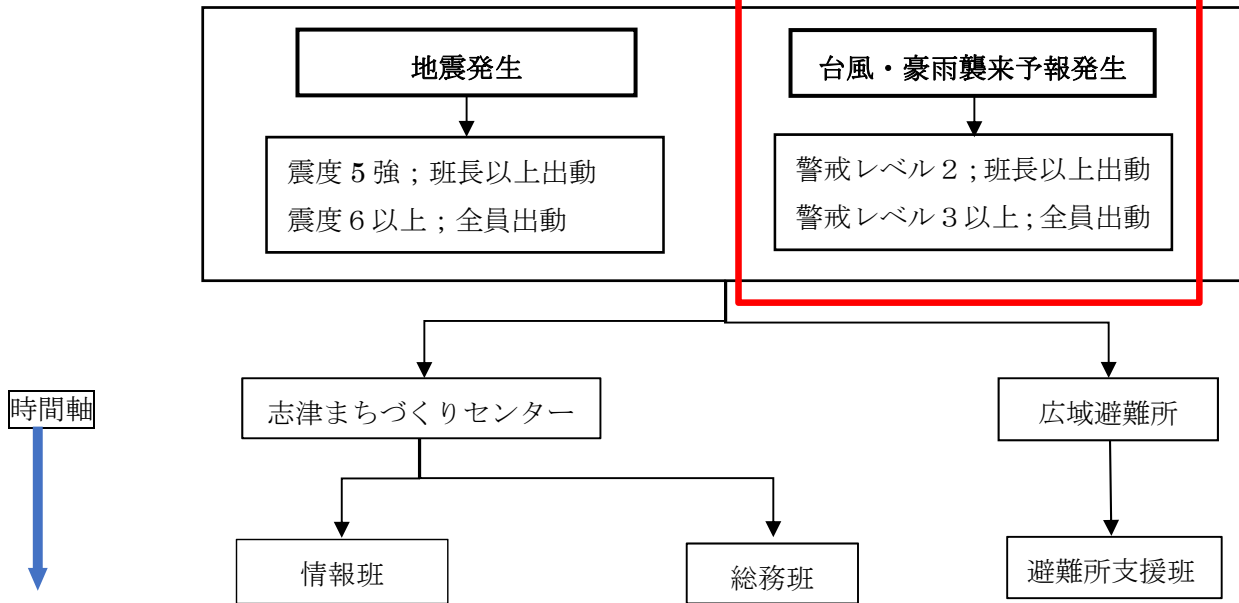 地震発生
台風・豪雨襲来予報発生
震度5強;班長以上出動
震度6以上;全員出動
警戒レベル2;班長以上出動
警戒レベル3以上;全員出動
時間軸
志津まちづくりセンター
広域避難所
情報班
総務班
避難所支援班